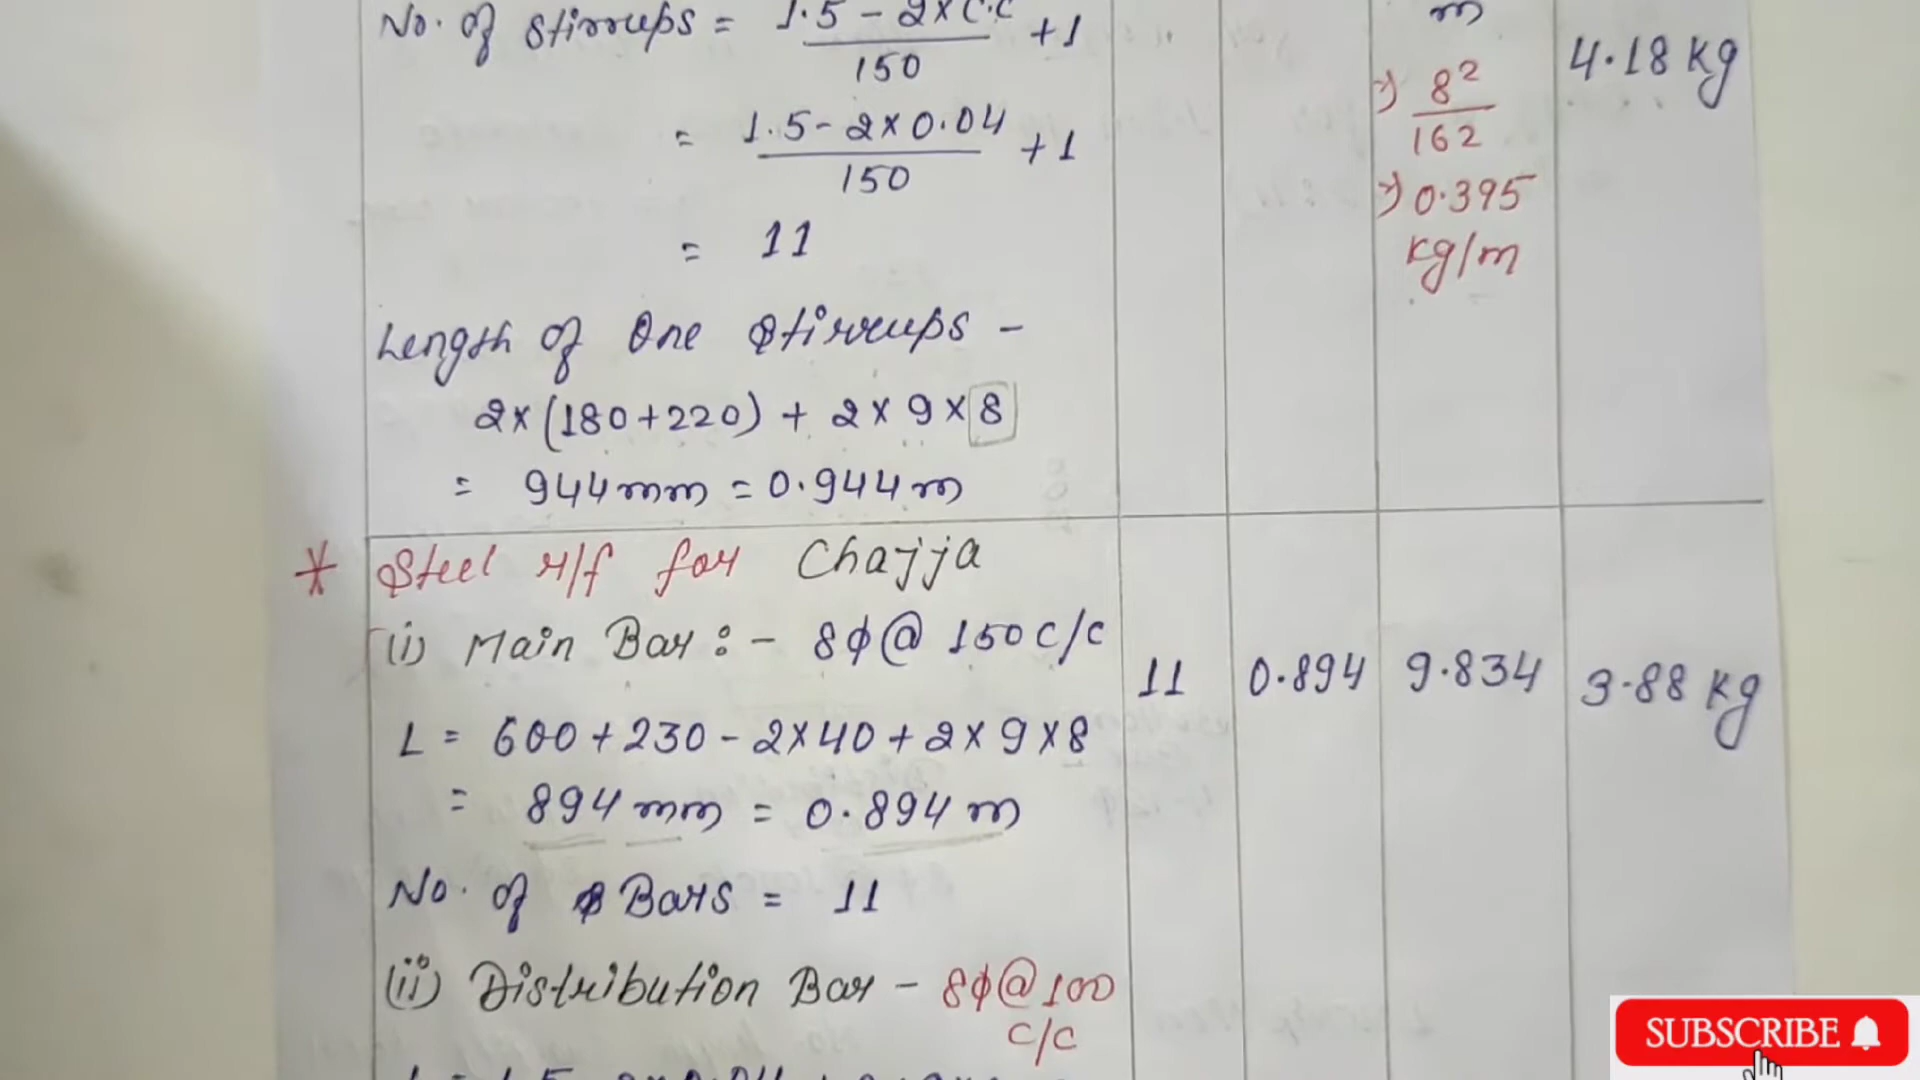 No. of Stirrups = 1.5 - 2×C.C / 150 + 1
m
4.18 kg
= 1.5 - 2×0.04 / 150 + 1
⇒ 8² / 162
= 11
⇒ 0.395 kg/m
Length of One Stirrups -
2×(180+220) + 2×9×8
= 944mm = 0.944m
* Steel r/f for Chajja
(i) Main Bar :- 8ϕ@ 150 C/C
11 0.894 9.834 3.88 kg
L = 600+230-2×40+2×9×8
= 894 mm = 0.894 m
No. of Bars = 11
(ii) Distribution Bar - 8ϕ@100
C/C
SUBSCRIBE